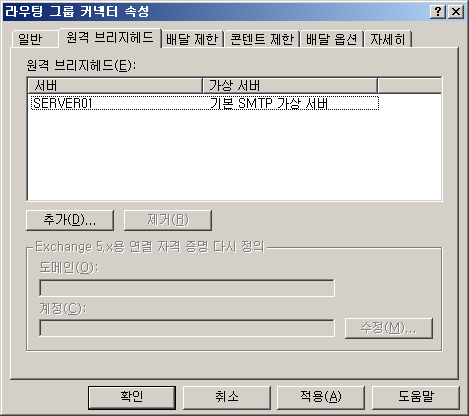 라우팅 그룹 커넥터 속성
일반 원격 브리지헤드 배달 제한 콘텐트 제한 배달 옵션 자세히
원격 브리지헤드(E):
서버 가상 서버
SERVER01 기본 SMTP 가상 서버
추가(D)... 제거(R)
Exchange 5.x용 연결 자격 증명 다시 정의
도메인(O):
계정(C):
수정(M)...
확인 취소 적용(A) 도움말